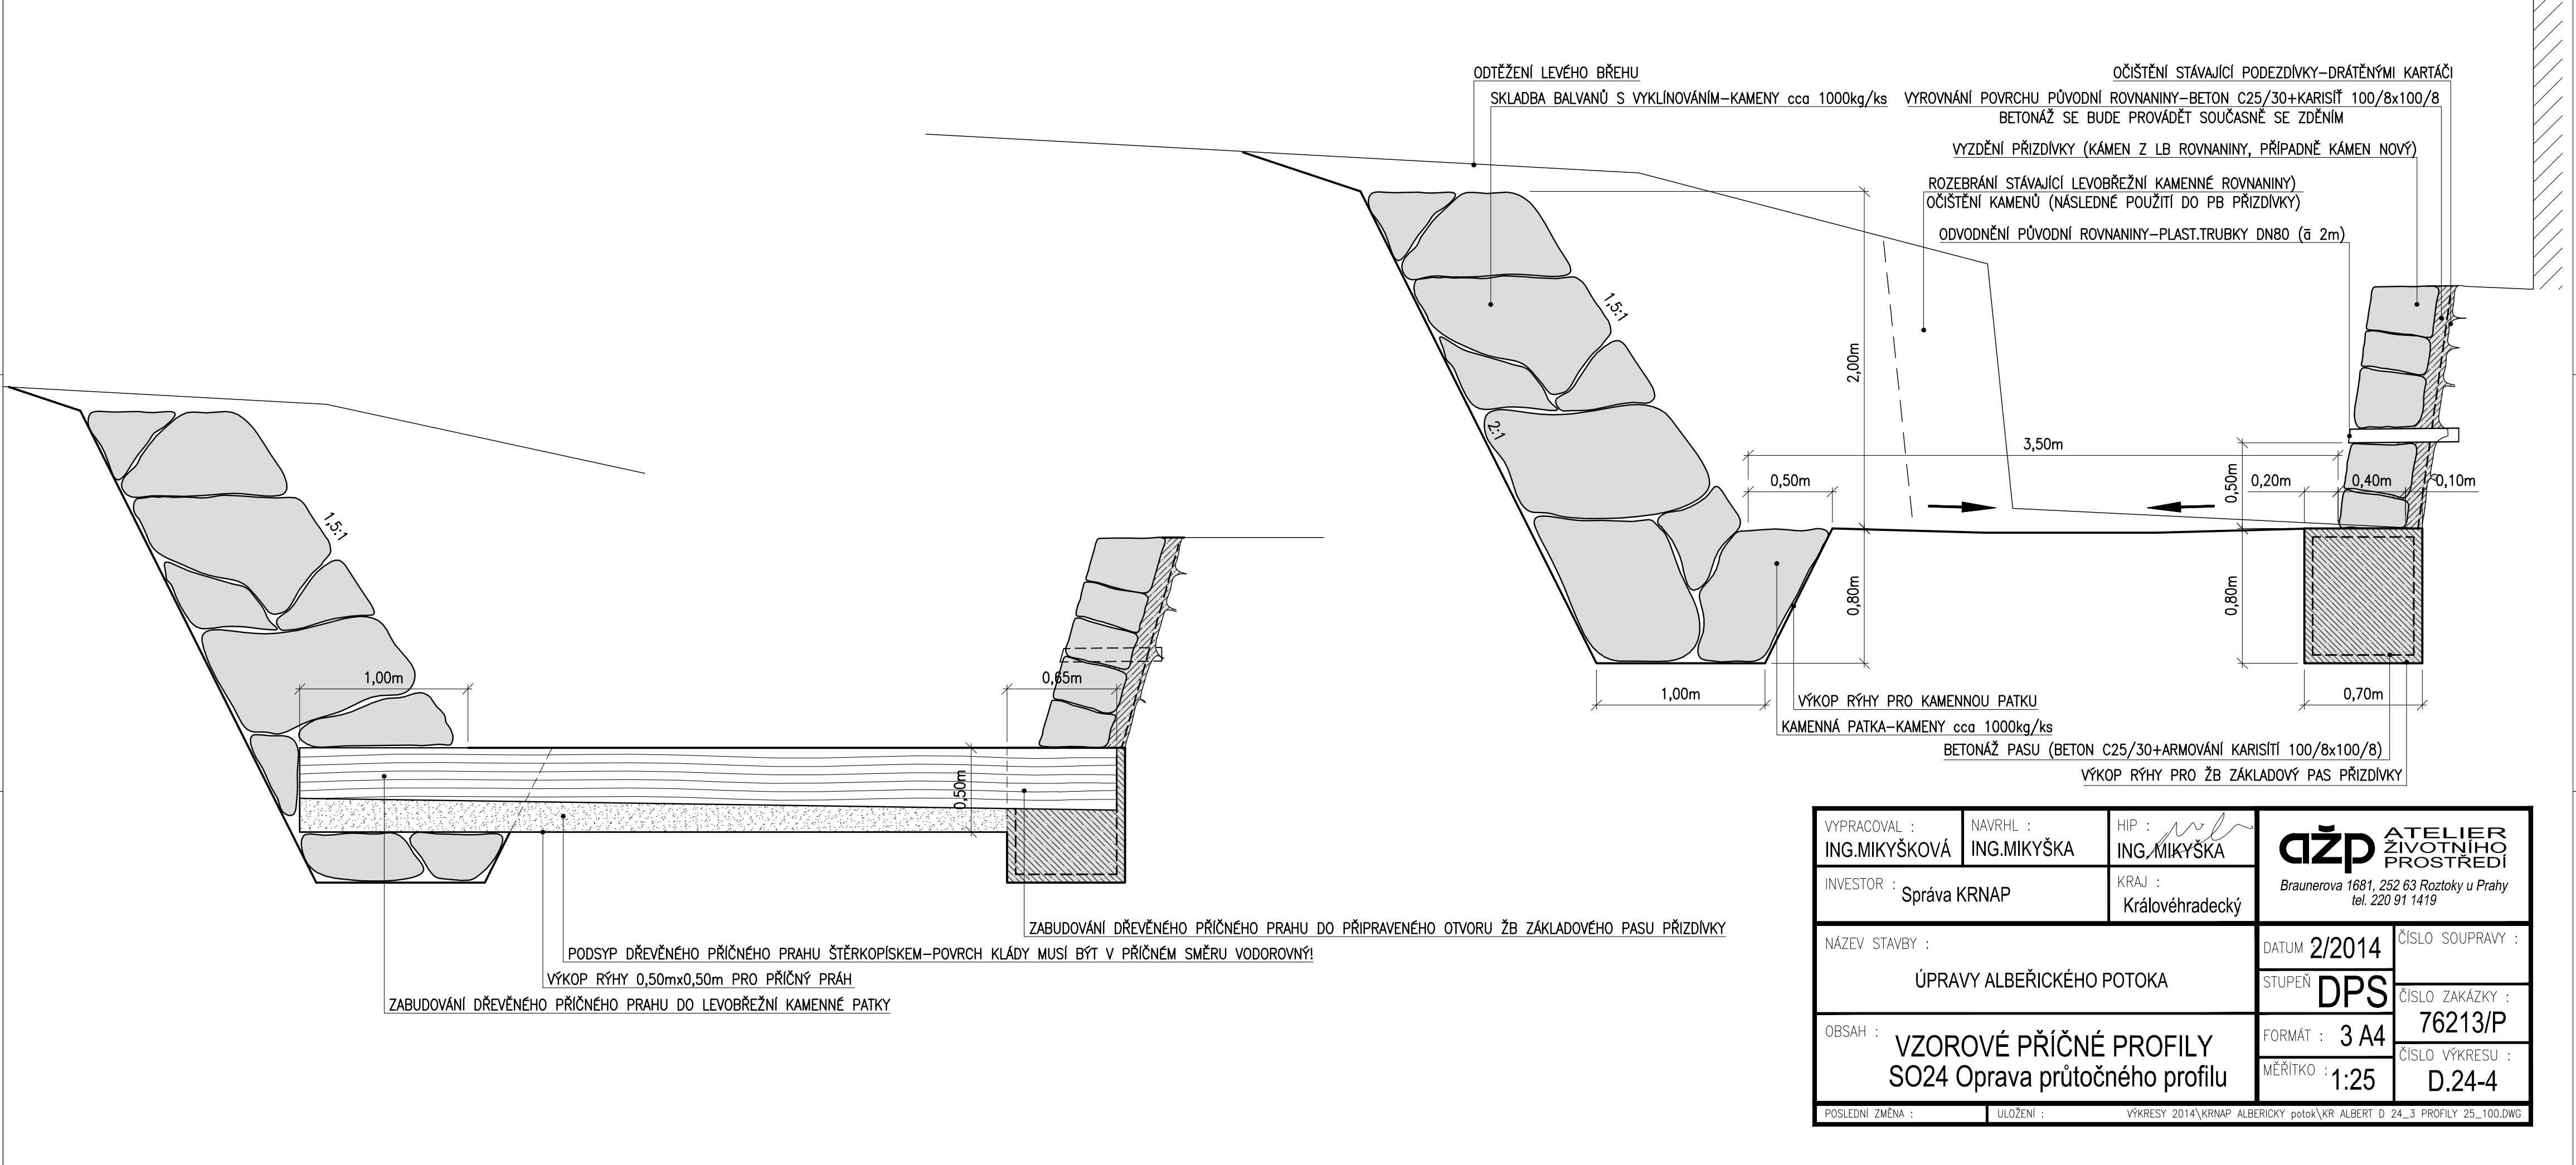 ODTĚŽENÍ LEVÉHO BŘEHU
SKLADBA BALVANŮ S VYKLÍNOVÁNÍM–KAMENY cca 1000kg/ks
OČIŠTĚNÍ STÁVAJÍCÍ PODEZDÍVKY–DRÁTĚNÝMI KARTÁČI
VYROVNÁNÍ POVRCHU PŮVODNÍ ROVNANINY–BETON C25/30+KARISÍŤ 100/8x100/8
BETONÁŽ SE BUDE PROVÁDĚT SOUČASNĚ SE ZDĚNÍM
VYZDĚNÍ PŘIZDÍVKY (KÁMEN Z LB ROVNANINY, PŘÍPADNĚ KÁMEN NOVÝ)
ROZEBRÁNÍ STÁVAJÍCÍ LEVOBŘEŽNÍ KAMENNÉ ROVNANINY)
OČIŠTĚNÍ KAMENŮ (NÁSLEDNÉ POUŽITÍ DO PB PŘIZDÍVKY)
ODVODNĚNÍ PŮVODNÍ ROVNANINY–PLAST.TRUBKY DN80 (ā 2m)
1,5:1
2:1
2,00m
3,50m
0,50m
0,50m
0,20m
0,40m
0,10m
0,80m
0,80m
1,00m
0,70m
VÝKOP RÝHY PRO KAMENNOU PATKU
KAMENNÁ PATKA–KAMENY cca 1000kg/ks
BETONÁŽ PASU (BETON C25/30+ARMOVÁNÍ KARISÍTÍ 100/8x100/8)
VÝKOP RÝHY PRO ŽB ZÁKLADOVÝ PAS PŘIZDÍVKY
1,5:1
1,00m
0,65m
0,50m
ZABUDOVÁNÍ DŘEVĚNÉHO PŘÍČNÉHO PRAHU DO PŘIPRAVENÉHO OTVORU ŽB ZÁKLADOVÉHO PASU PŘIZDÍVKY
PODSYP DŘEVĚNÉHO PŘÍČNÉHO PRAHU ŠTĚRKOPÍSKEM–POVRCH KLÁDY MUSÍ BÝT V PŘÍČNÉM SMĚRU VODOROVNÝ!
VÝKOP RÝHY 0,50mx0,50m PRO PŘÍČNÝ PRÁH
ZABUDOVÁNÍ DŘEVĚNÉHO PŘÍČNÉHO PRAHU DO LEVOBŘEŽNÍ KAMENNÉ PATKY
VYPRACOVAL :
ING.MIKYŠKOVÁ
NAVRHL :
ING.MIKYŠKA
HIP :
ING. MIKYŠKA
INVESTOR : Správa KRNAP
KRAJ :
Královéhradecký
ažp ATELIER
ŽIVOTNÍHO
PROSTŘEDÍ
Braunerova 1681, 252 63 Roztoky u Prahy
tel. 220 91 1419
NÁZEV STAVBY :
ÚPRAVY ALBEŘICKÉHO POTOKA
DATUM : 2/2014
ČÍSLO SOUPRAVY :
STUPEŇ DPS
ČÍSLO ZAKÁZKY :
76213/P
OBSAH :
VZOROVÉ PŘÍČNÉ PROFILY
SO24 Oprava průtočného profilu
FORMÁT : 3 A4
MĚŘÍTKO : 1:25
ČÍSLO VÝKRESU :
D.24-4
POSLEDNÍ ZMĚNA :
ULOŽENÍ :
VÝKRESY 2014\KRNAP ALBERICKY potok\KR ALBERT D 24_3 PROFILY 25_100.DWG